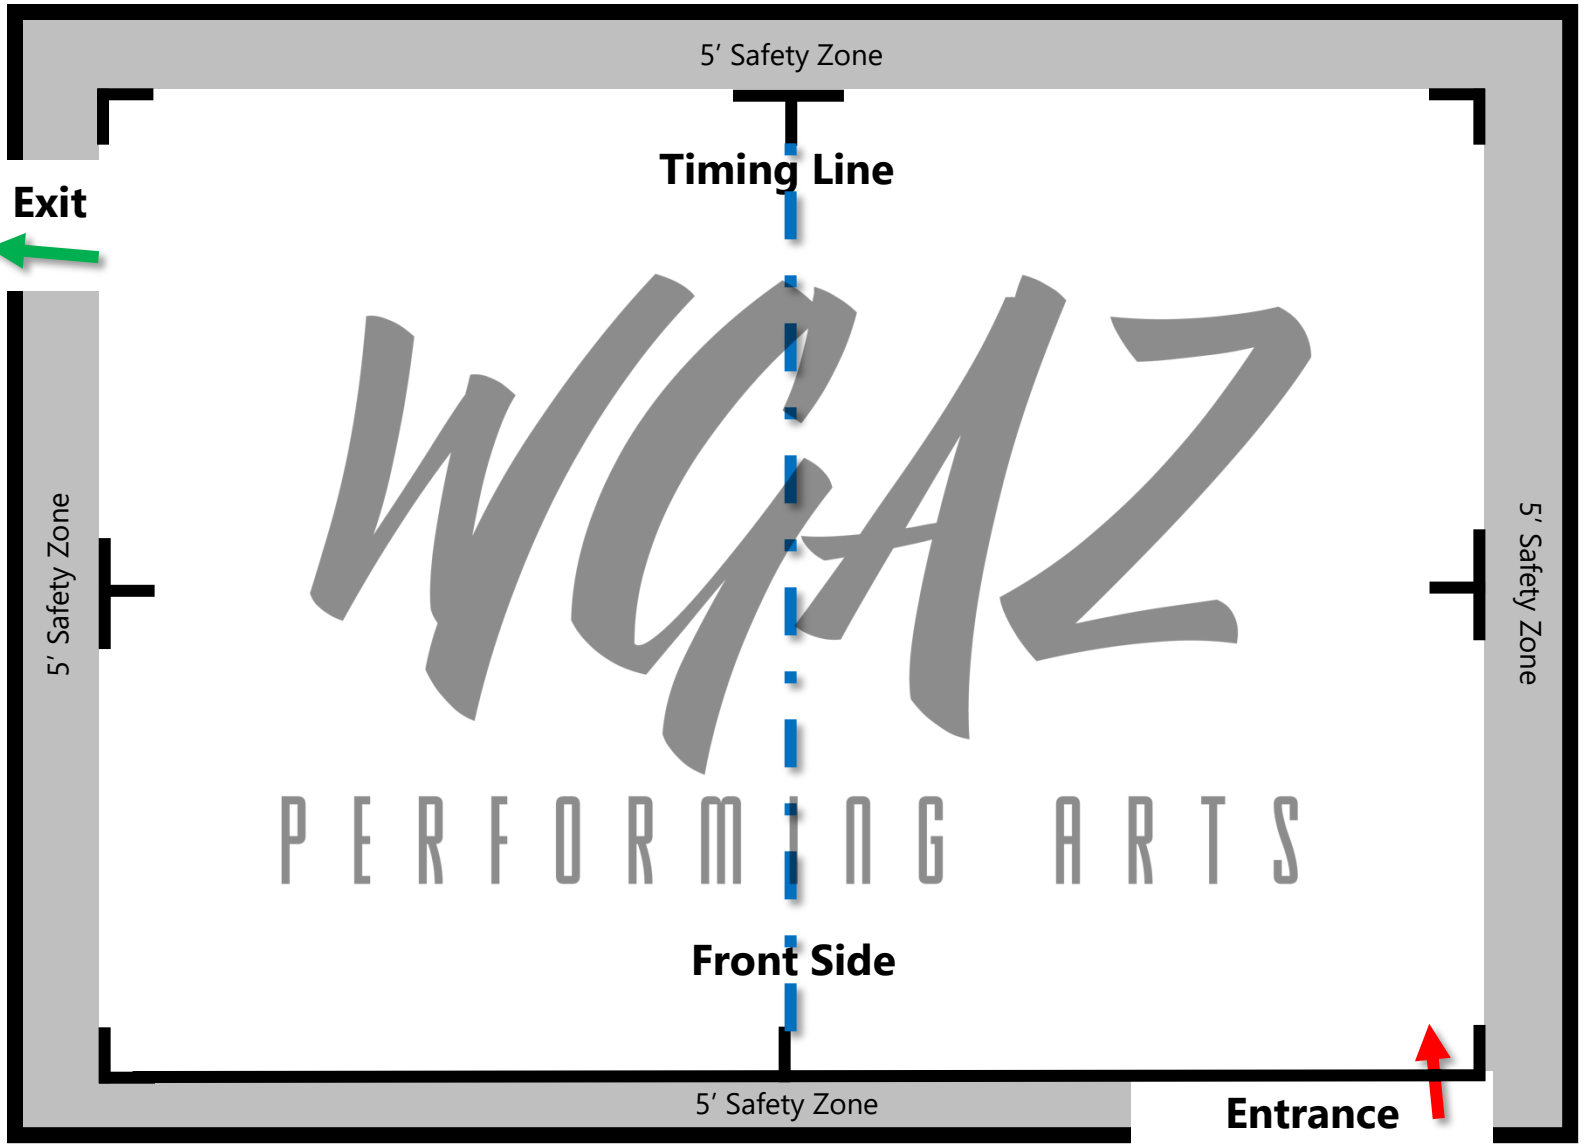 5’ Safety Zone
Timing Line
Exit
WGAZ
5’ Safety Zone
5’ Safety Zone
PERFORMING ARTS
Front Side
5’ Safety Zone
Entrance